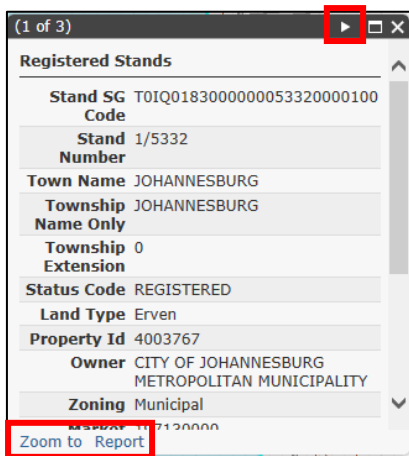 (1 of 3)
Registered Stands
Stand SG Code T0IQ01830000000053320000100
Stand Number 1/5332
Town Name JOHANNESBURG
Township Name Only JOHANNESBURG
Township Extension 0
Status Code REGISTERED
Land Type Erven
Property Id 4003767
Owner CITY OF JOHANNESBURG
METROPOLITAN MUNICIPALITY
Zoning Municipal
Market
Zoom to Report